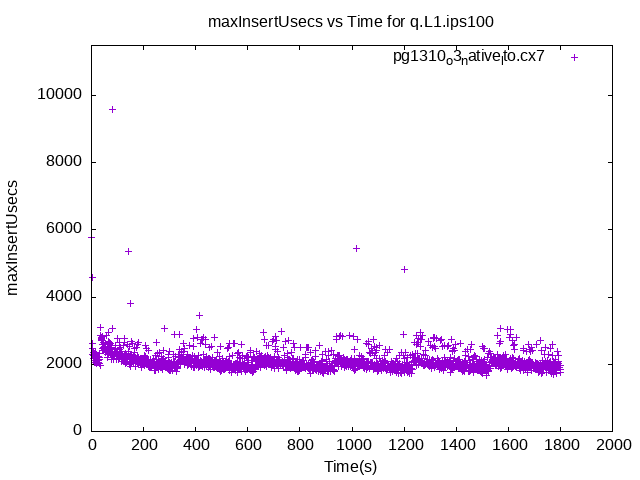 maxInsertUsecs vs Time for q.L1.ips100
pg1310o3nativelto.cx7
10000
8000
6000
4000
2000
0
maxInsertUsecs
0 200 400 600 800 1000 1200 1400 1600 1800 2000
Time(s)